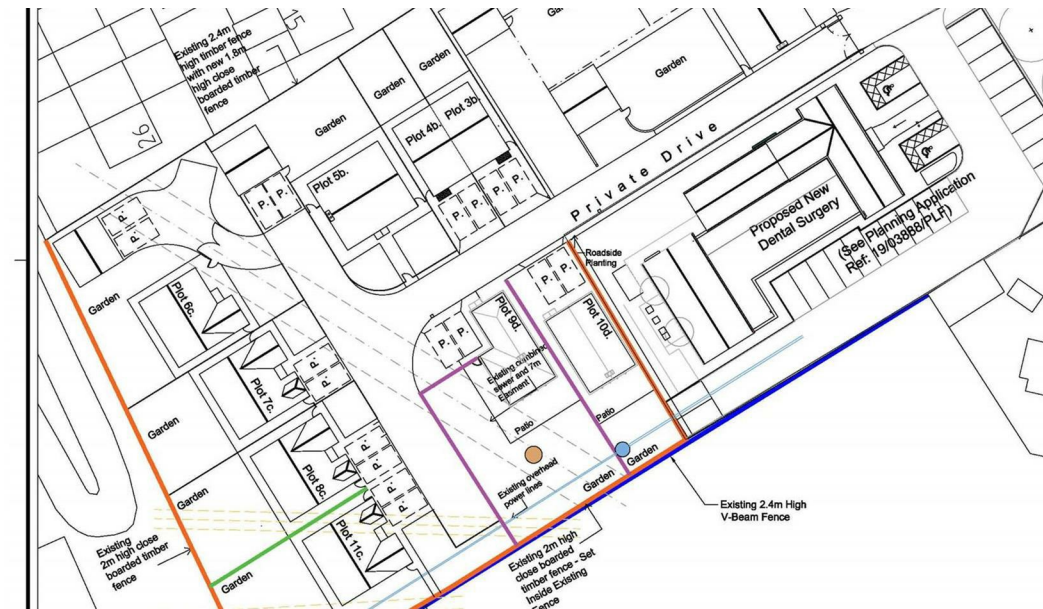 15
Existing 2.4m
high timber fence
with new 1.8m
high close
boarded timber
fence
26
Garden
Garden
Garden
Garden
Plot 3b.
Plot 4b.
Plot 5b.
P.
P.
P.
P.
P.
P.
P.
P.
Private Drive
Proposed New
Dental Surgery
(See Planning Application
Ref: 19/03888/PLF)
Roadside
Planting
P.
P.
Plot 9d.
Plot 10d.
P.
P.
Existing combined
sewer and 7m
Easment
Patio
Patio
Existing overhead
power lines
Garden
Garden
Existing 2.4m High
V-Beam Fence
Existing 2m high
close boarded
timber fence - Set
Inside Existing
Fence
Garden
Plot 6c.
Plot 7c.
P.
P.
Garden
Plot 8c.
P.
P.
Garden
P.
P.
Plot 11c.
Garden
Existing
2m high close
boarded timber
fence